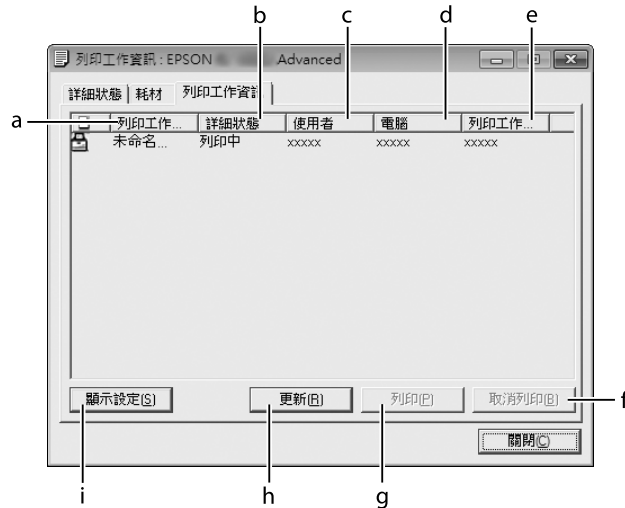 b c d e
列印工作資訊 : EPSON Advanced
詳細狀態 耗材 列印工作資訊
a 列印工作... 詳細狀態 使用者 電腦 列印工作...
未命名... 列印中 xxxxx xxxxx xxxxx
顯示設定(S) 更新(R) 列印(P) 取消列印(B) f
關閉(C)
i h g